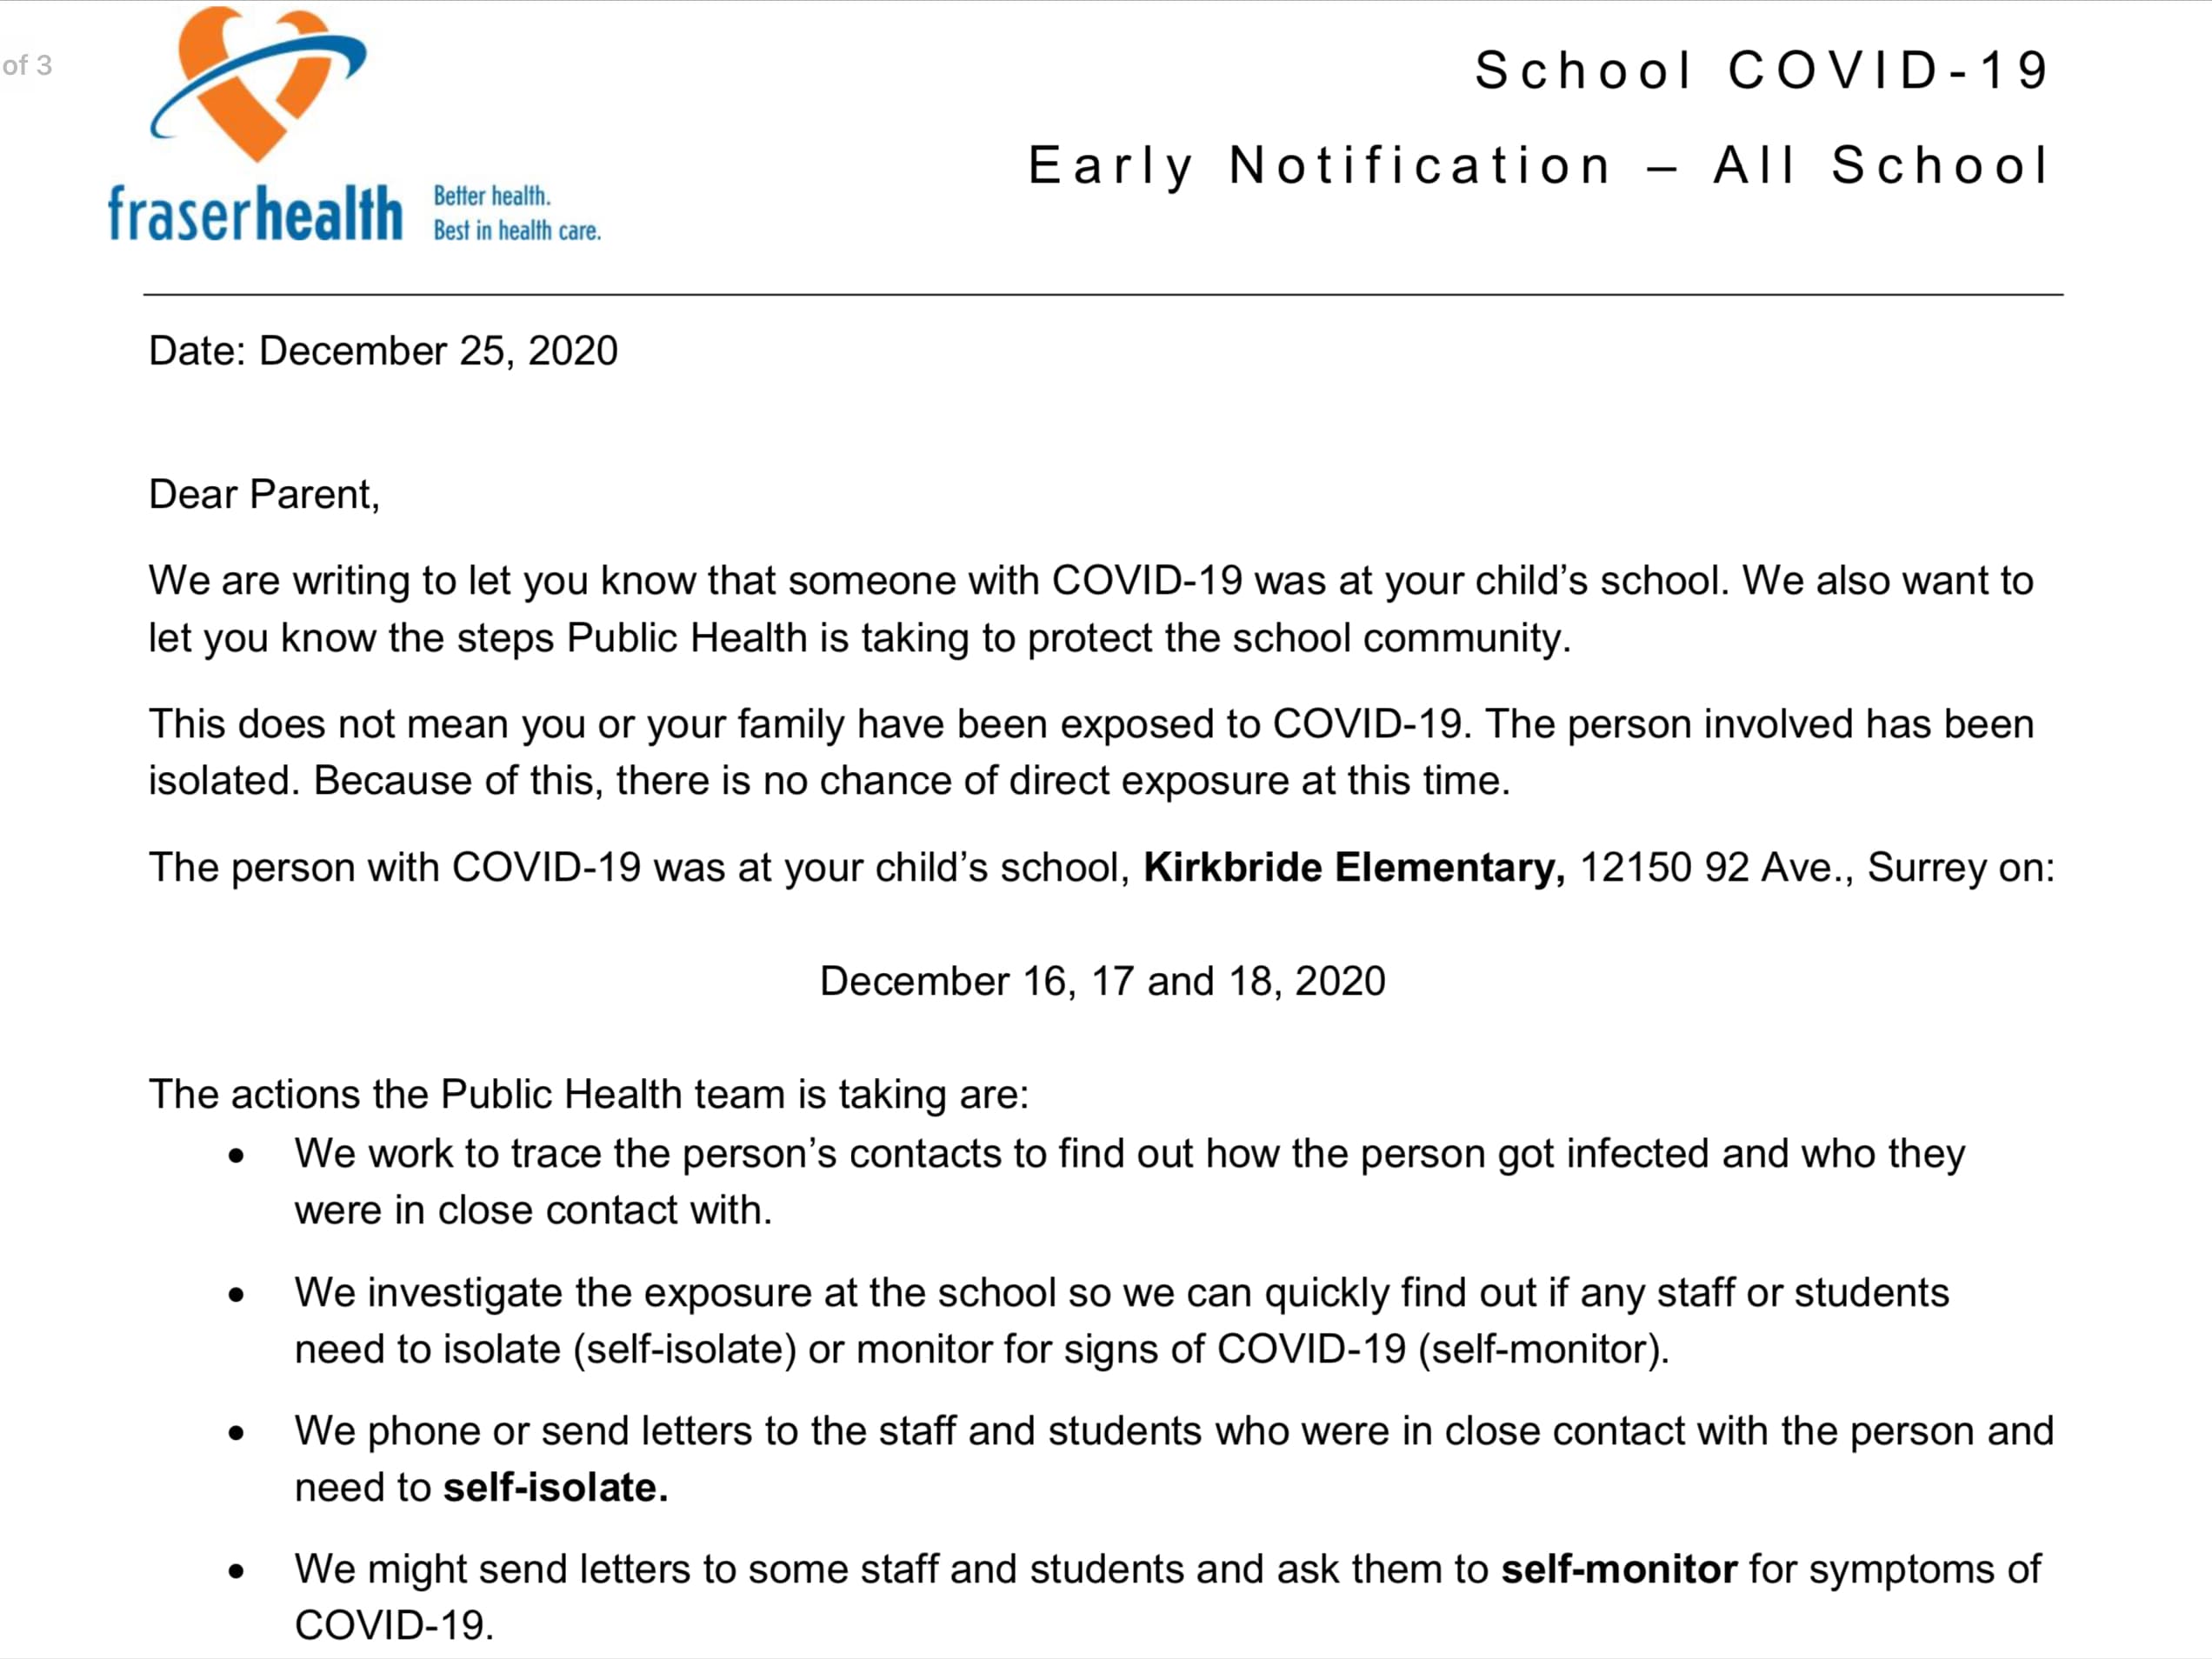 of 3
School COVID-19
Early Notification – All School
fraserhealth
Better health.
Best in health care.
Date: December 25, 2020
Dear Parent,
We are writing to let you know that someone with COVID-19 was at your child’s school. We also want to
let you know the steps Public Health is taking to protect the school community.
This does not mean you or your family have been exposed to COVID-19. The person involved has been
isolated. Because of this, there is no chance of direct exposure at this time.
The person with COVID-19 was at your child’s school, Kirkbride Elementary, 12150 92 Ave., Surrey on:
December 16, 17 and 18, 2020
The actions the Public Health team is taking are:
• We work to trace the person’s contacts to find out how the person got infected and who they
were in close contact with.
• We investigate the exposure at the school so we can quickly find out if any staff or students
need to isolate (self-isolate) or monitor for signs of COVID-19 (self-monitor).
• We phone or send letters to the staff and students who were in close contact with the person and
need to self-isolate.
• We might send letters to some staff and students and ask them to self-monitor for symptoms of
COVID-19.